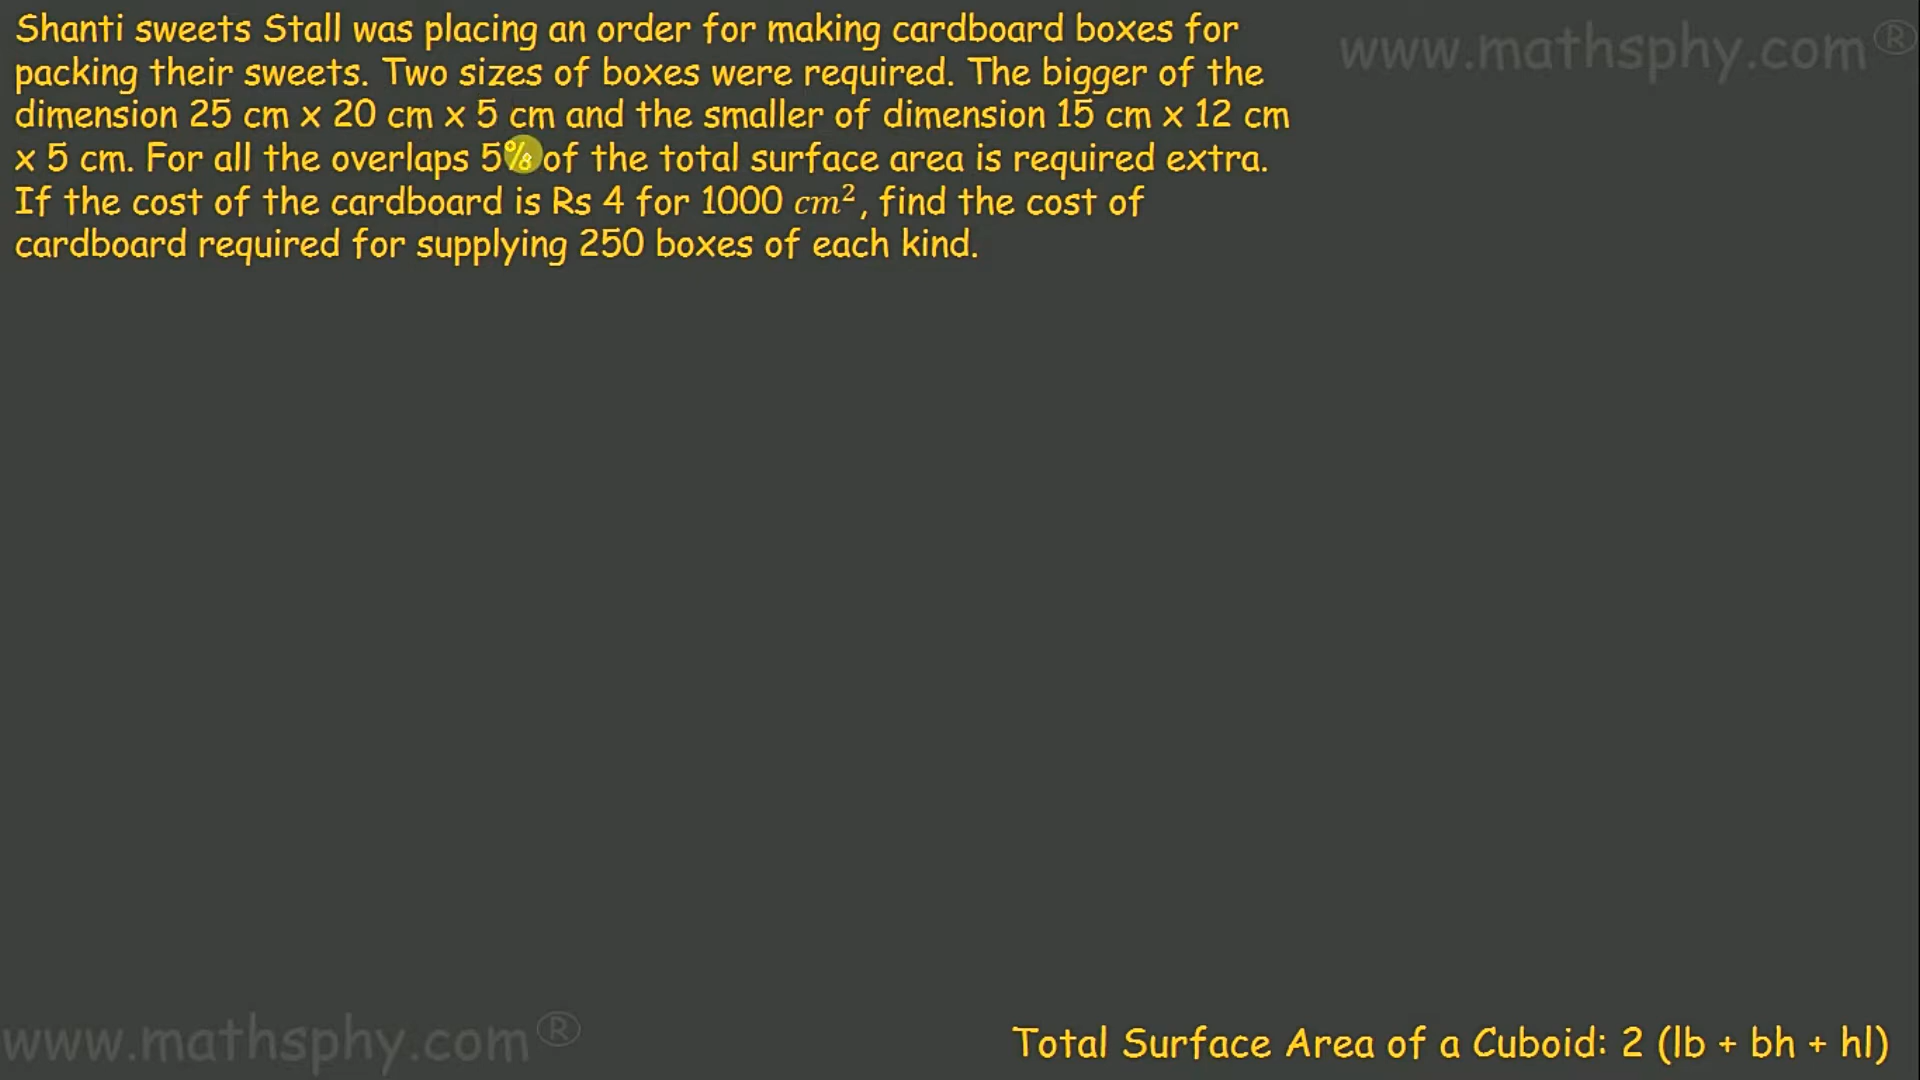 Shanti sweets Stall was placing an order for making cardboard boxes for
www.mathsphy.com®
packing their sweets. Two sizes of boxes were required. The bigger of the
dimension 25 cm x 20 cm x 5 cm and the smaller of dimension 15 cm x 12 cm
x 5 cm. For all the overlaps 5% of the total surface area is required extra.
If the cost of the cardboard is Rs 4 for 1000 cm², find the cost of
cardboard required for supplying 250 boxes of each kind.
www.mathsphy.com®
Total Surface Area of a Cuboid: 2 (lb + bh + hl)